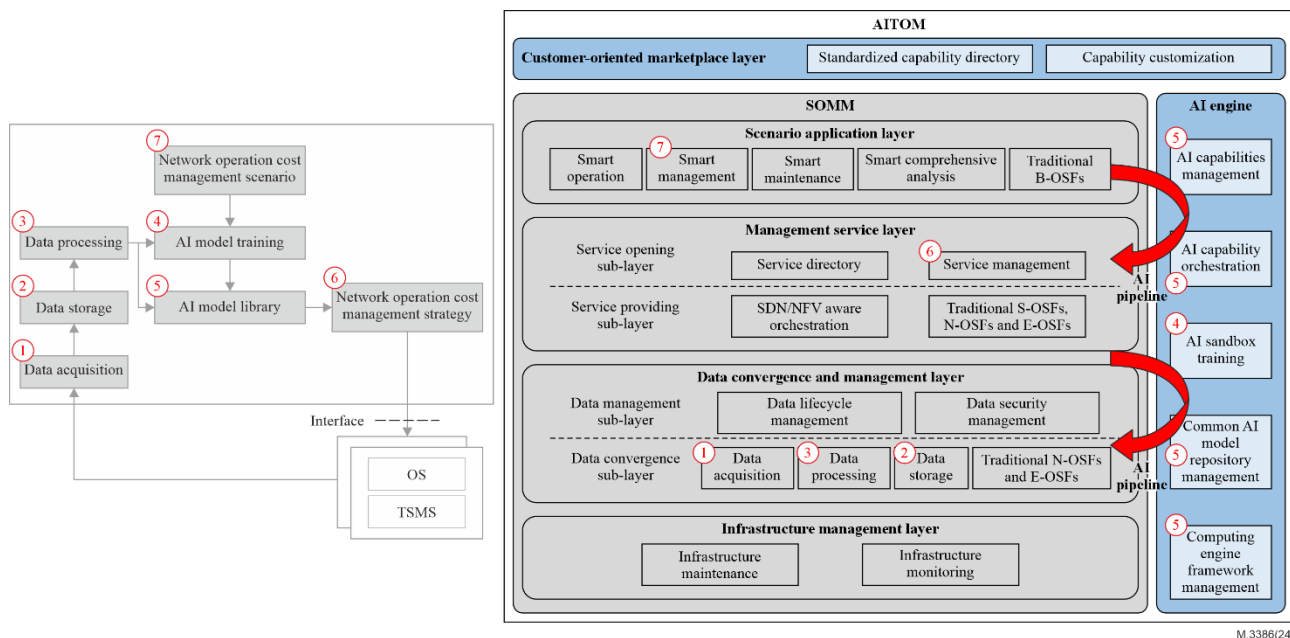 7
Network operation cost
management scenario
3
Data processing
4
AI model training
2
Data storage
5
AI model library
6
Network operation cost
management strategy
1
Data acquisition
Interface
OS
TSMS
AITOM
Customer-oriented marketplace layer
Standardized capability directory
Capability customization
SOMM
Scenario application layer
Smart
operation
7
Smart
management
Smart
maintenance
Smart comprehensive
analysis
Traditional
B-OSFs
Management service layer
Service opening
sub-layer
Service directory
6
Service management
Service providing
sub-layer
SDN/NFV aware
orchestration
Traditional S-OSFs,
N-OSFs and E-OSFs
AI
pipeline
Data convergence and management layer
Data management
sub-layer
Data lifecycle
management
Data security
management
Data convergence
sub-layer
1
Data
acquisition
3
Data
processing
2
Data
storage
Traditional N-OSFs
and E-OSFs
AI
pipeline
Infrastructure management layer
Infrastructure
maintenance
Infrastructure
monitoring
AI engine
5
AI capabilities
management
AI capability
orchestration
5
4
AI sandbox
training
Common AI
model
repository
management
5
5
Computing
engine
framework
management
M.3386(24